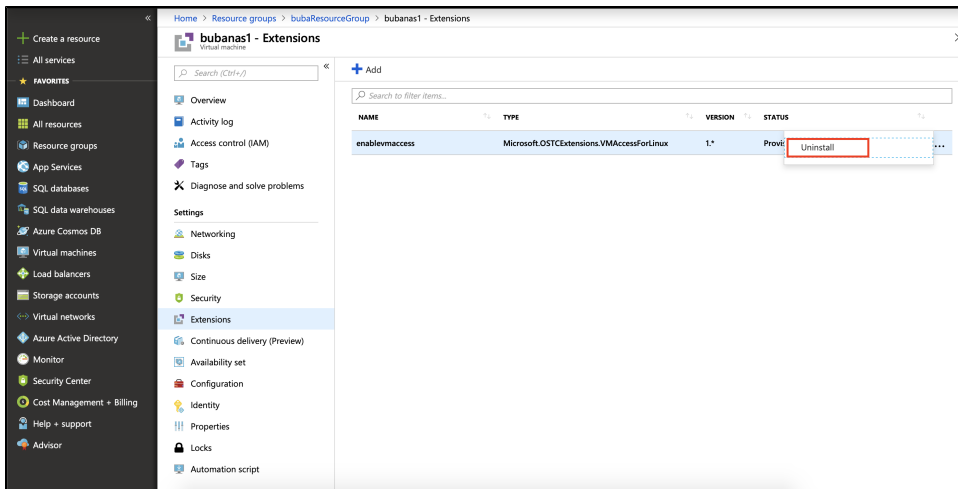 Home > Resource groups > bubaResourceGroup > bubanas1 - Extensions
bubanas1 - Extensions
Virtual machine
Create a resource
All services
FAVORITES
Dashboard
All resources
Resource groups
App Services
SQL databases
SQL data warehouses
Azure Cosmos DB
Virtual machines
Load balancers
Storage accounts
Virtual networks
Azure Active Directory
Monitor
Security Center
Cost Management + Billing
Help + support
Advisor
Search (Ctrl+/)
Overview
Activity log
Access control (IAM)
Tags
Diagnose and solve problems
Settings
Networking
Disks
Size
Security
Extensions
Continuous delivery (Preview)
Availability set
Configuration
Identity
Properties
Locks
Automation script
Add
Search to filter items...
NAME TYPE VERSION STATUS
enablevmaccess Microsoft.OSTCExtensions.VMAccessForLinux 1.* Provis
Uninstall